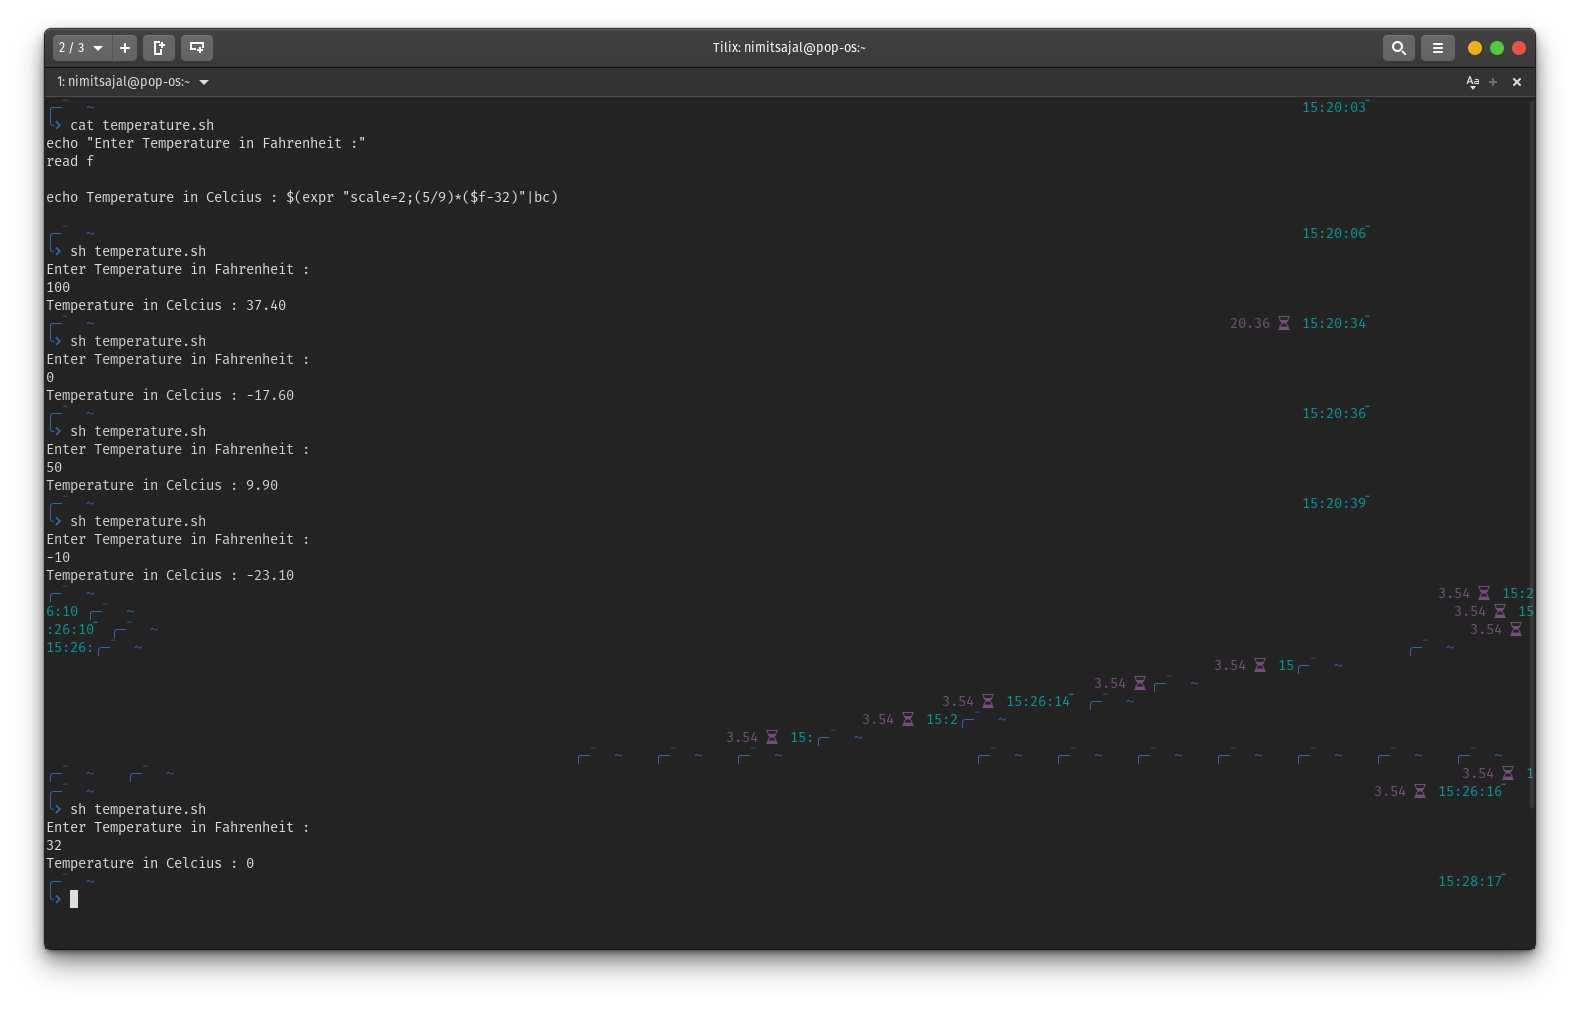 2 / 3
Tilix: nimitsajal@pop-os:~
1: nimitsajal@pop-os:~
Aa
~ 15:20:03
cat temperature.sh
echo "Enter Temperature in Fahrenheit :"
read f
echo Temperature in Celcius : $(expr "scale=2;(5/9)*($f-32)"|bc)
~ 15:20:06
sh temperature.sh
Enter Temperature in Fahrenheit :
100
Temperature in Celcius : 37.40
~ 20.36 15:20:34
sh temperature.sh
Enter Temperature in Fahrenheit :
0
Temperature in Celcius : -17.60
~ 15:20:36
sh temperature.sh
Enter Temperature in Fahrenheit :
50
Temperature in Celcius : 9.90
~ 15:20:39
sh temperature.sh
Enter Temperature in Fahrenheit :
-10
Temperature in Celcius : -23.10
~ 3.54 15:2
6:10 ~ 3.54 15
:26:10 ~ 3.54
15:26: ~ ~
3.54 15 ~
3.54 ~
3.54 15:26:14 ~
3.54 15:2 ~
3.54 15: ~
~ ~ ~ ~ ~ ~ ~ ~ ~ ~
~ ~ 3.54 1
~ 3.54 15:26:16
sh temperature.sh
Enter Temperature in Fahrenheit :
32
Temperature in Celcius : 0
~ 15:28:17